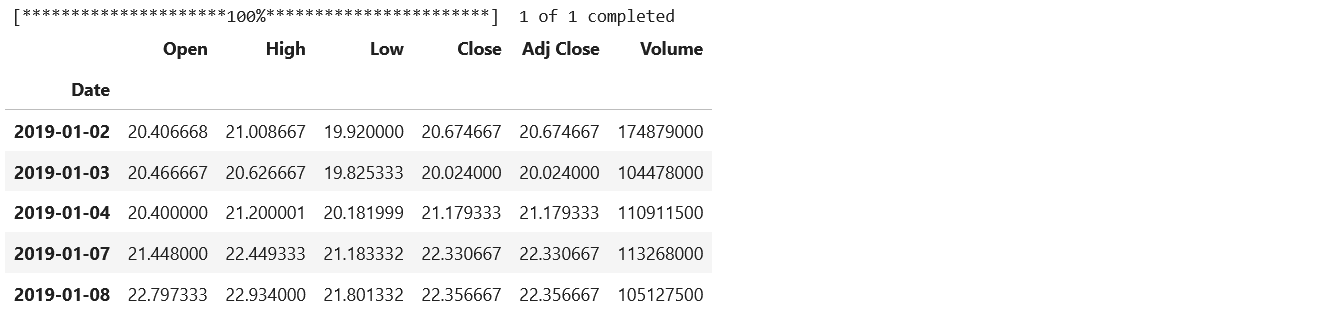 [*********************100%***********************]  1 of 1 completed
Open High Low Close Adj Close Volume
Date
2019-01-02 20.406668 21.008667 19.920000 20.674667 20.674667 174879000
2019-01-03 20.466667 20.626667 19.825333 20.024000 20.024000 104478000
2019-01-04 20.400000 21.200001 20.181999 21.179333 21.179333 110911500
2019-01-07 21.448000 22.449333 21.183332 22.330667 22.330667 113268000
2019-01-08 22.797333 22.934000 21.801332 22.356667 22.356667 105127500